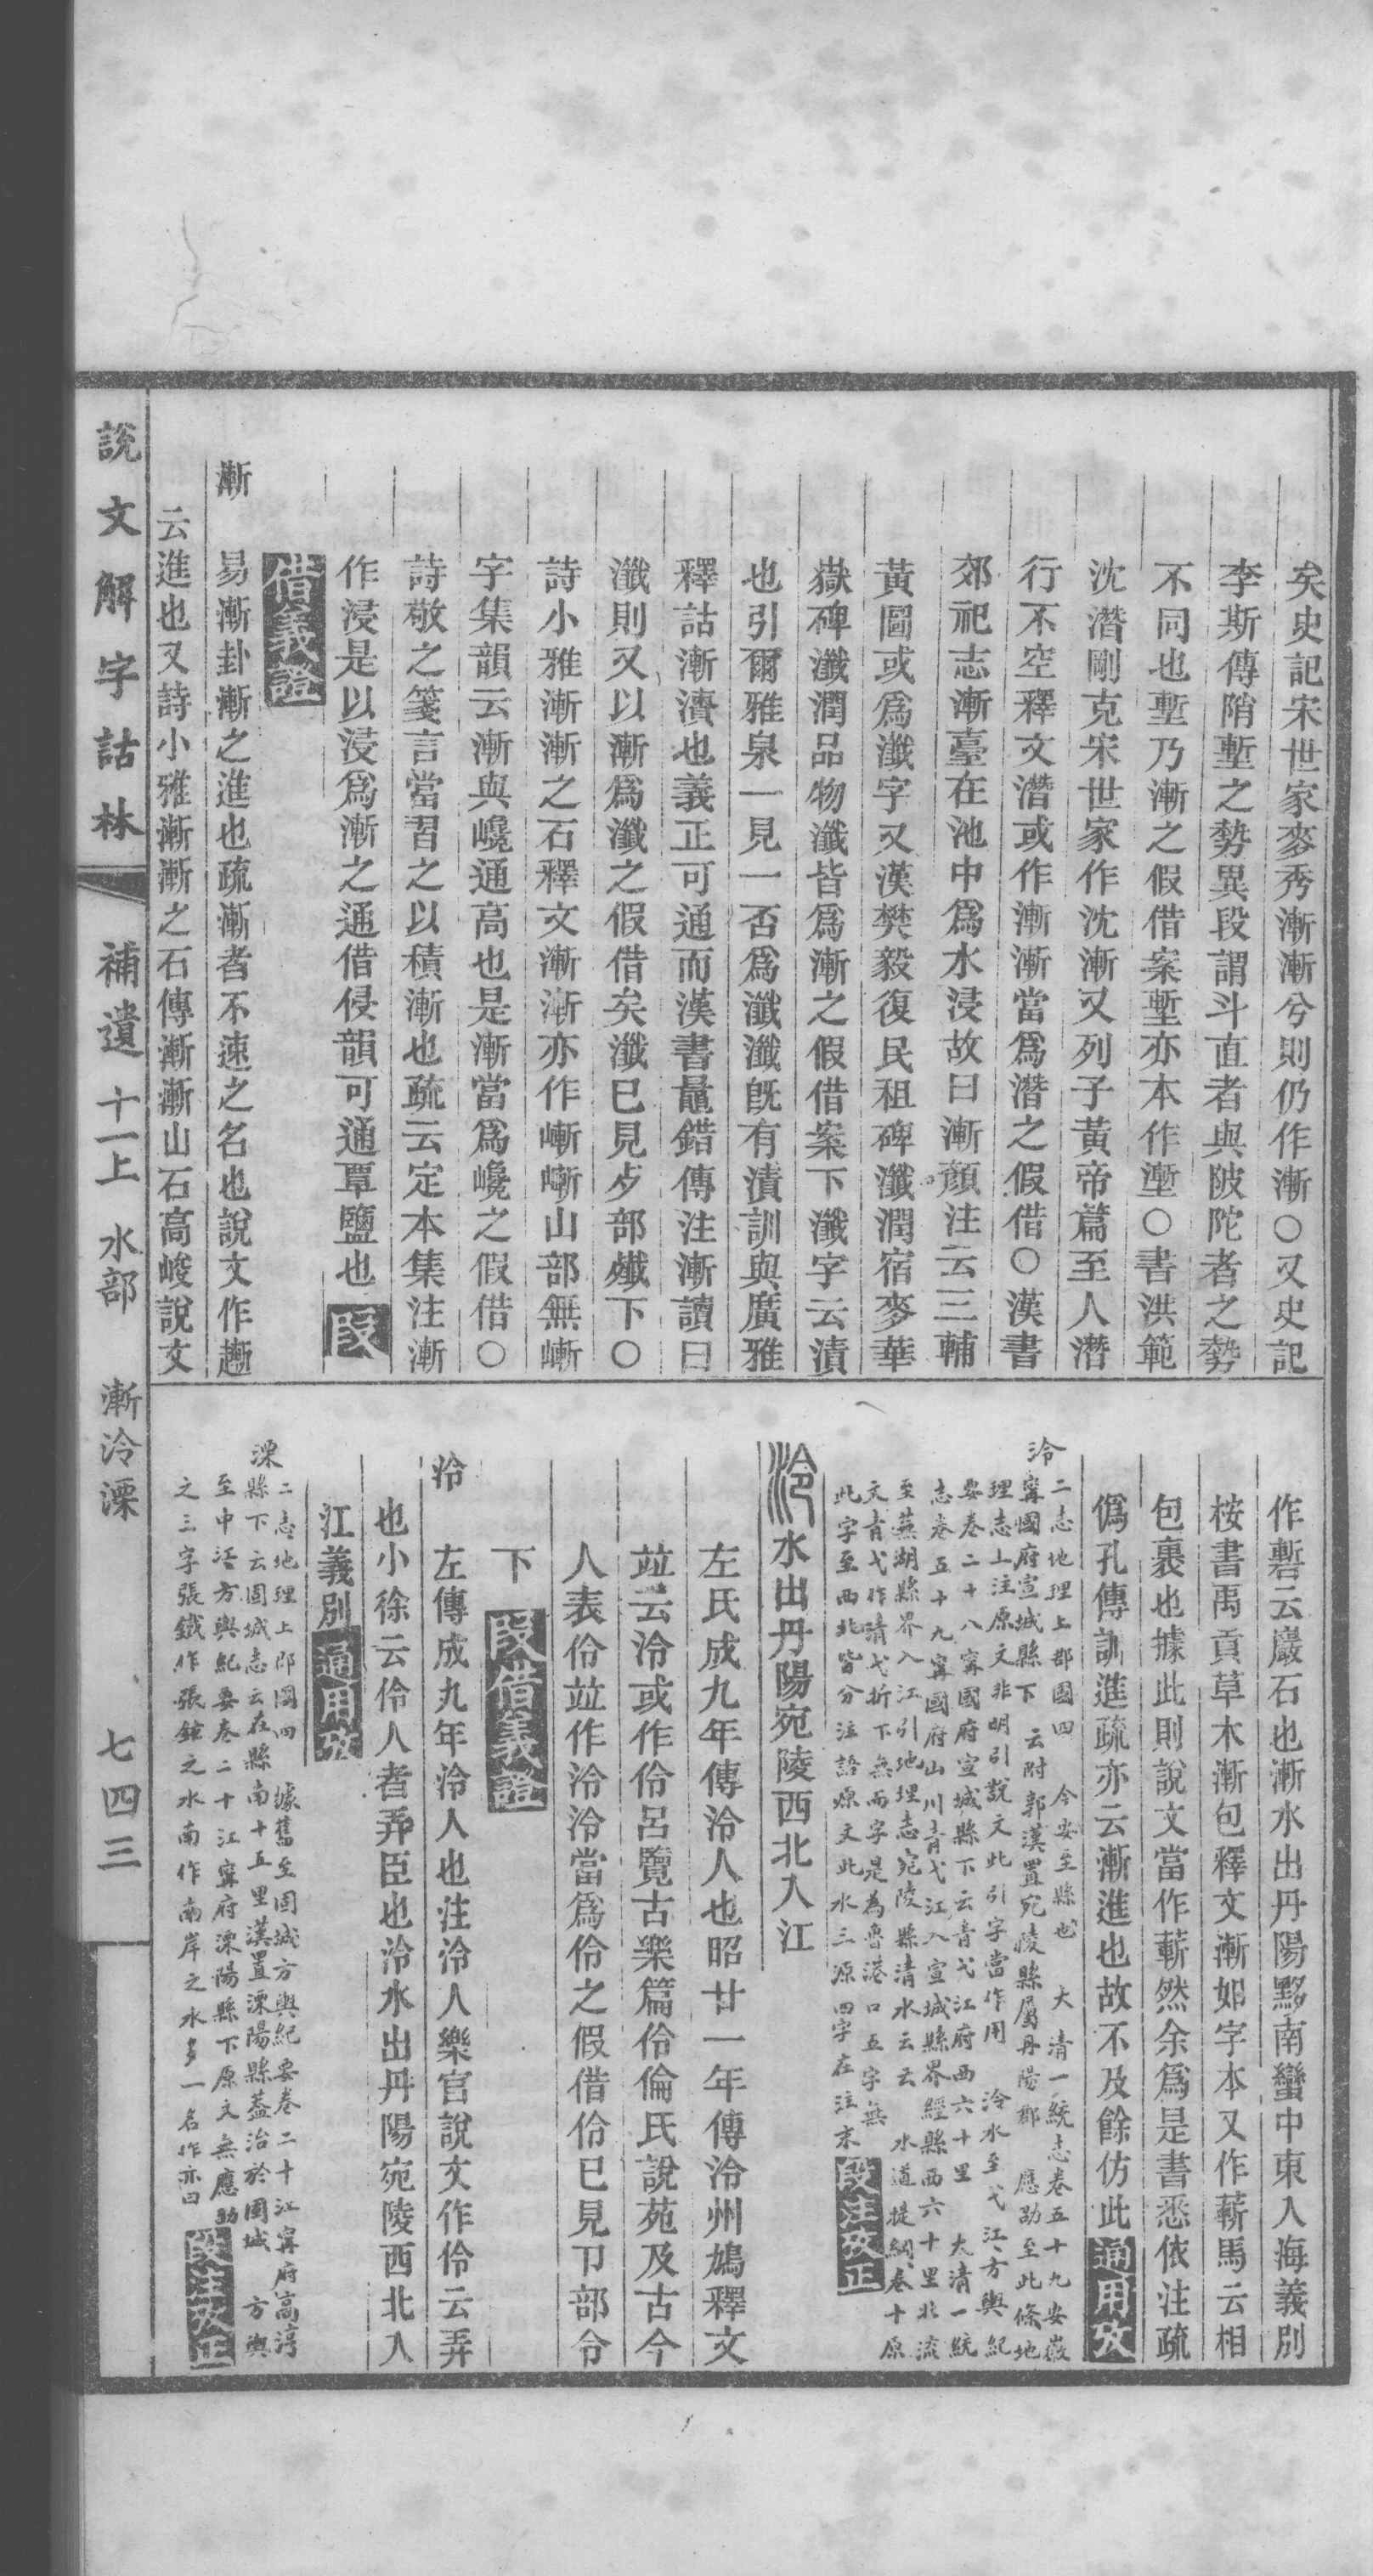 矣史記宋世家麥秀漸漸兮則仍作漸○又史記
李斯傳陗塹之勢異段謂斗直者與陂陀者之勢
不同也塹乃漸之假借案塹亦本作壍○書洪範
沈潛剛克宋世家作沈漸又列子黃帝篇至人潛
行不空釋文潛或作漸漸當爲潛之假借○漢書
郊祀志漸臺在池中爲水浸故曰漸顏注云三輔
黃圖或爲瀸字又漢樊毅復民租碑瀸潤宿麥華
嶽碑瀸潤品物瀸皆爲漸之假借案下瀸字云漬
也引爾雅泉一見一否爲瀸瀸旣有漬訓與廣雅
釋詁漸濆也義正可通而漢書鼂錯傳注漸讀曰
瀸則又以漸爲瀸之假借矣瀸巳見歺部殲下○
詩小雅漸漸之石釋文漸漸亦作嶃嶃山部無嶃
字集韻云漸與巉通高也是漸當爲巉之假借○
詩敬之箋言當習之以積漸也疏云定本集注漸
作浸是以浸爲漸之通借侵韻可通覃鹽也 段
借義證
漸
易漸卦漸之進也疏漸者不速之名也說文作趰
云進也又詩小雅漸漸之石傳漸漸山石高峻說文
作磛云巖石也漸水出丹陽黟南蠻中東入海義別
桉書禹貢草木漸包釋文漸如字本又作蔪馬云相
包裹也據此則說文當作蔪然余爲是書悉依注疏
僞孔傳訓進疏亦云漸進也故不及餘仿此 通用攷
泠
二志地理上郡國四 今安至縣也 大清一統志卷五十九安徽
寧國府宣城縣下 云附郭漢置宛陵縣屬丹陽郡 應劭至此條地
理志上注原文非明引說文此引字當作用 泠水至弋江方輿紀
要卷二十八寧國府宣城縣下云青弋江府西六十里 大清一統
志卷五十九寧國府山川青弋江入宣城縣界經縣西六十里北流
至蕪湖縣界入江引地理志宛陵縣清水云云 水道提綱卷十原
文青弋作清弋折下無而字是為魯港口五字無
此字至西北皆分注語原文此水三源四字在注末 段注攷正
泠水出丹陽宛陵西北入江
左氏成九年傳泠人也昭廿一年傳泠州鳩釋文
竝云泠或作伶呂覽古樂篇伶倫氏說苑及古今
人表伶竝作泠泠當爲伶之假借伶巳見卩部令
下 段借義證
泠
左傳成九年泠人也注泠人樂官說文作伶云弄
也小徐云伶人者弄臣也泠水出丹陽宛陵西北入
江義別 通用攷
溧
二志地理上郡國四 據舊至固城方輿紀要卷二十江寧府高淳
縣下云固城志云在縣南十五里漢置溧陽縣葢治於固城 方輿
至中江方輿紀要卷二十江寧府溧陽縣下原文無應劭
之三字張鐵作張鏈之水南作南岸之水多一名作亦曰 段注攷正
說文解字詁林 補遺 十一上 水部 漸泠溧 七四三